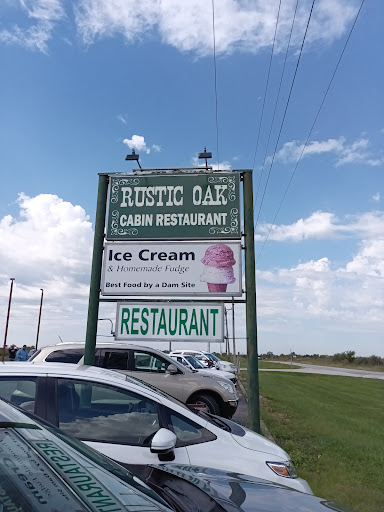 RUSTIC OAK
CABIN RESTAURANT
Ice Cream
& Homemade Fudge
Best Food by a Dam Site
RESTAURANT